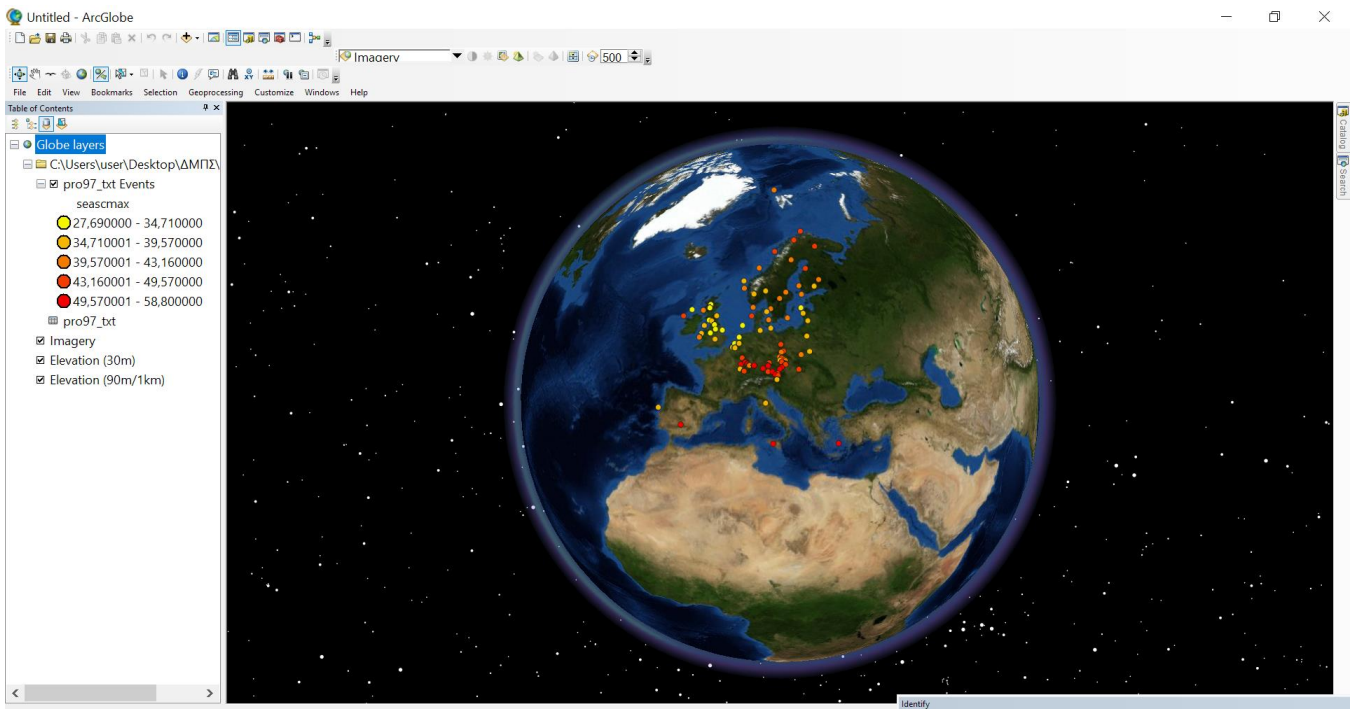 Untitled - ArcGlobe
Imagery
500
File Edit View Bookmarks Selection Geoprocessing Customize Windows Help
Table of Contents
Globe layers
C:\Users\user\Desktop\ΔΜΠΣ\
pro97_txt Events
seascmax
27,690000 - 34,710000
34,710001 - 39,570000
39,570001 - 43,160000
43,160001 - 49,570000
49,570001 - 58,800000
pro97_txt
Imagery
Elevation (30m)
Elevation (90m/1km)
Catalog
Search
Identify